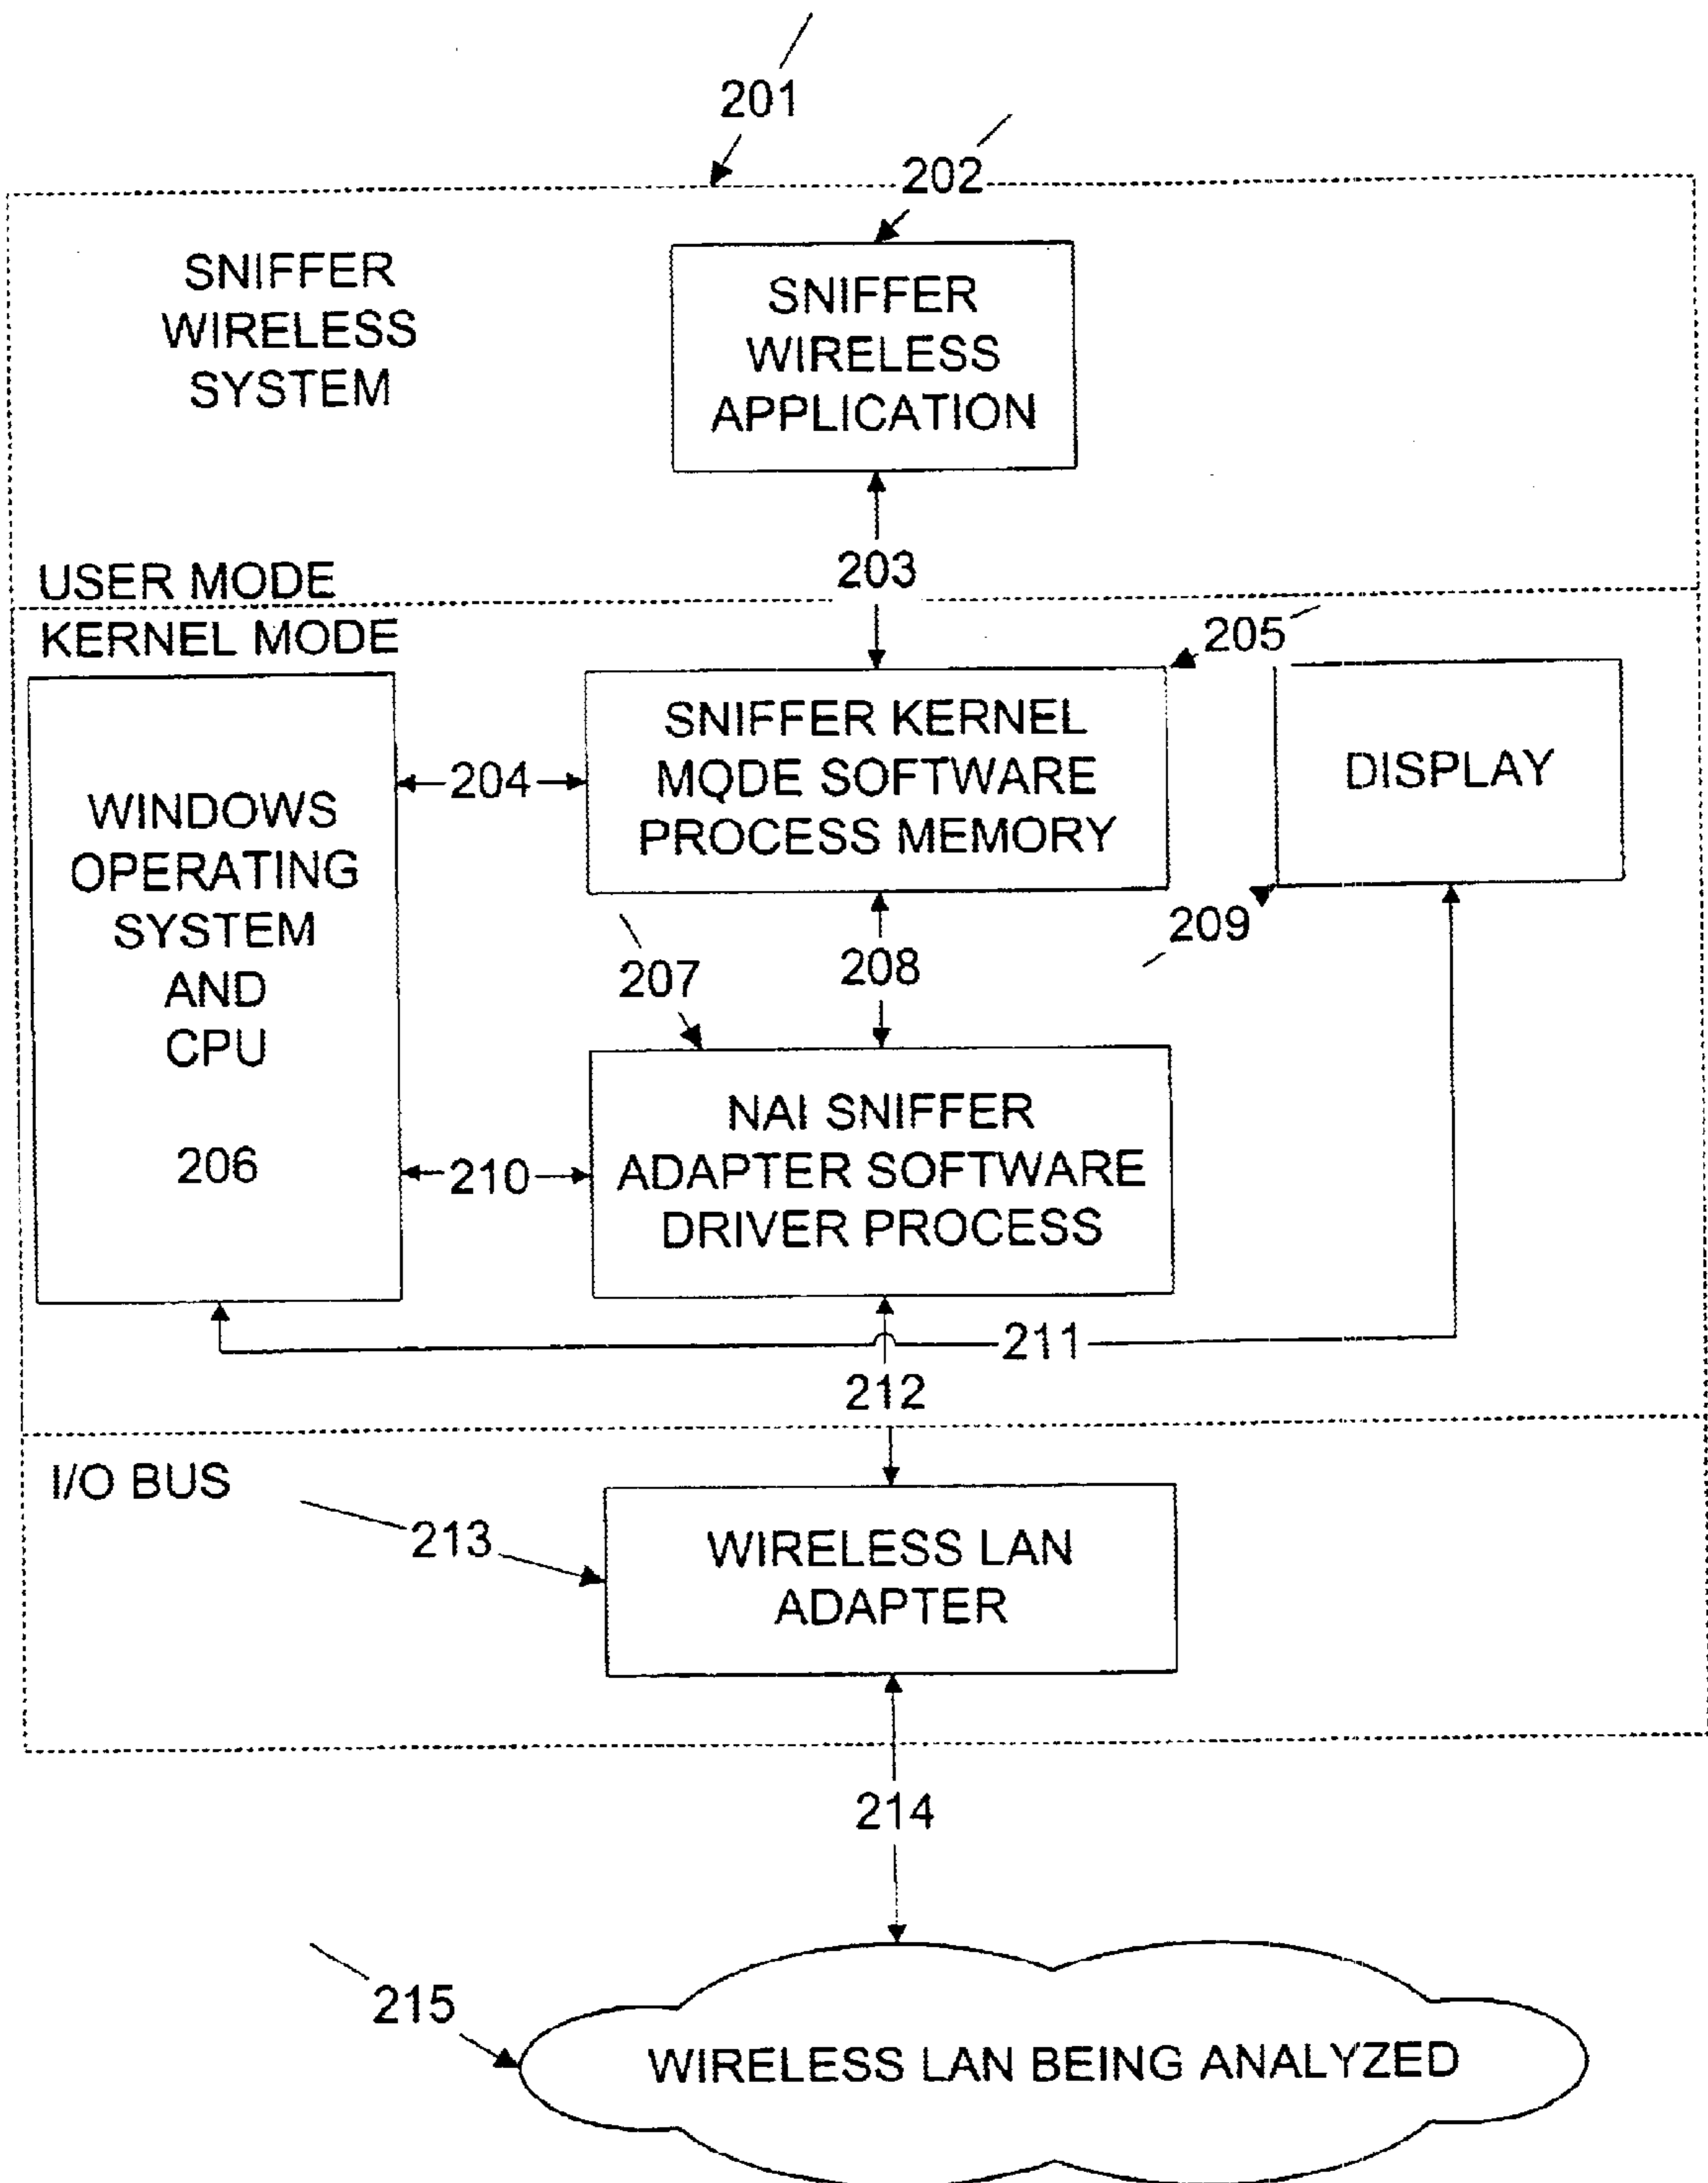 201
202
SNIFFER
WIRELESS
SYSTEM
SNIFFER
WIRELESS
APPLICATION
203
USER MODE
KERNEL MODE
205
WINDOWS
OPERATING
SYSTEM
AND
CPU
206
204
SNIFFER KERNEL
MQDE SOFTWARE
PROCESS MEMORY
DISPLAY
209
207
208
210
NAI SNIFFER
ADAPTER SOFTWARE
DRIVER PROCESS
211
212
I/O BUS
213
WIRELESS LAN
ADAPTER
214
215
WIRELESS LAN BEING ANALYZED